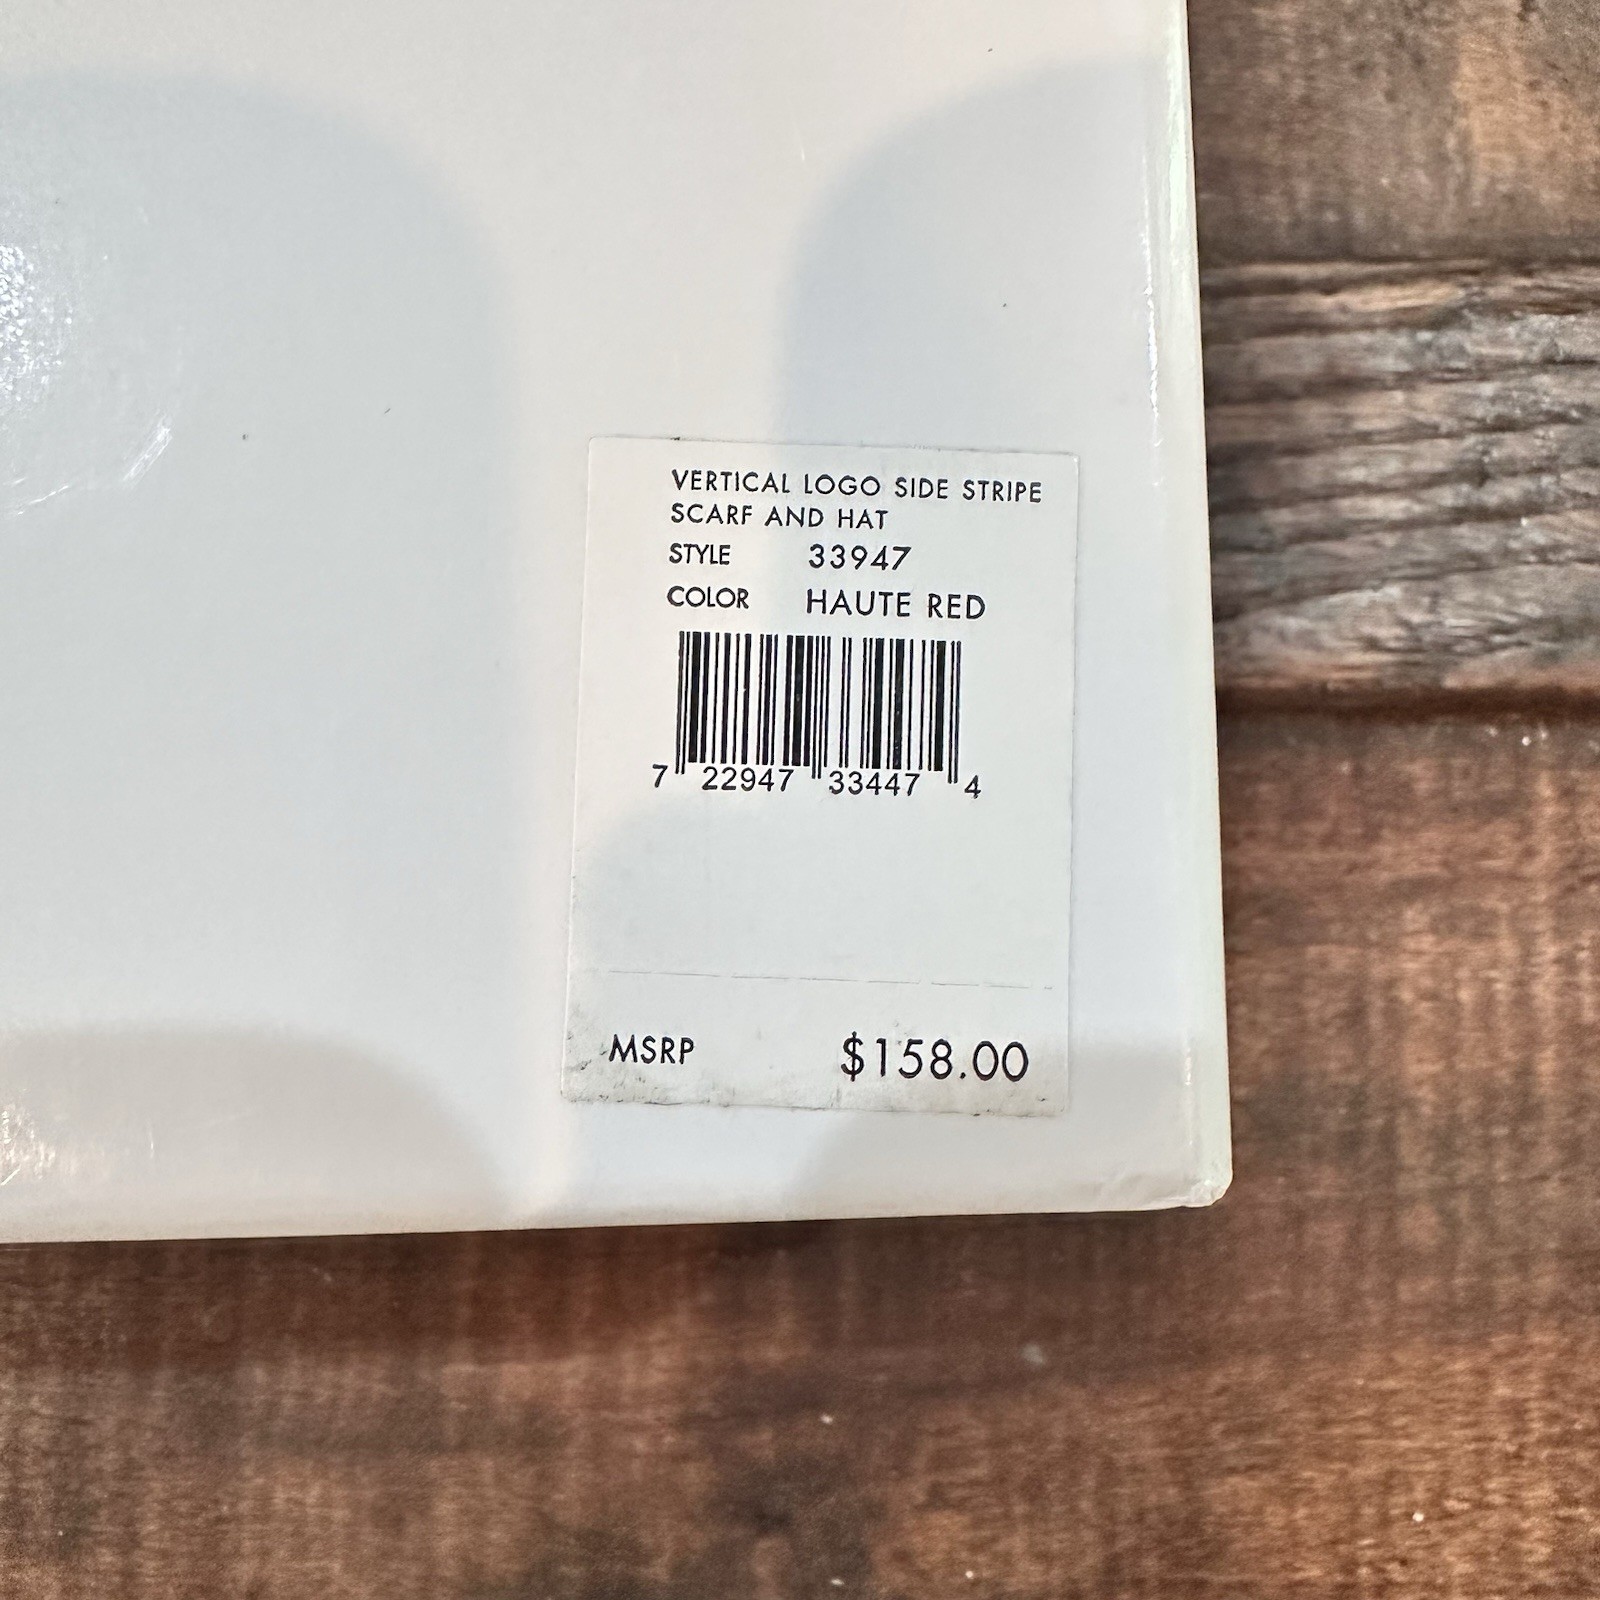 VERTICAL LOGO SIDE STRIPE
SCARF AND HAT
STYLE 33947
COLOR HAUTE RED
7 22947 33447 4
MSRP $158.00